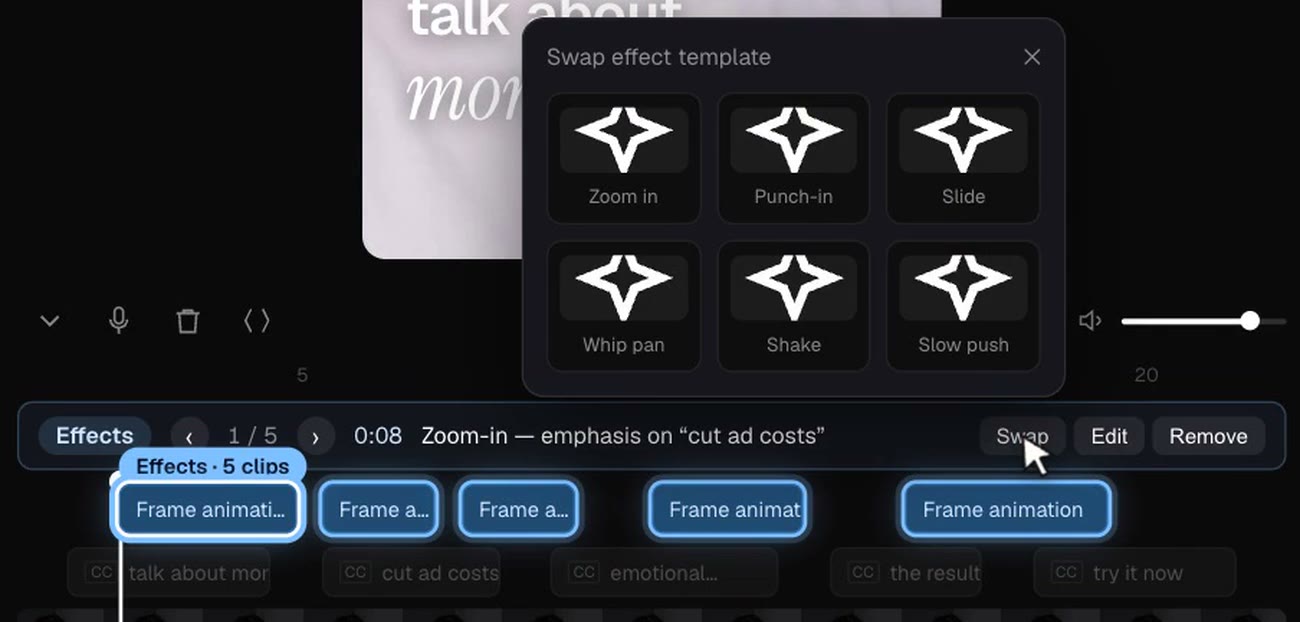 talk about
mor
Swap effect template
Zoom in
Punch-in
Slide
Whip pan
Shake
Slow push
5
20
Effects
1 / 5
0:08
Zoom-in — emphasis on “cut ad costs”
Swap
Edit
Remove
Effects · 5 clips
Frame animati...
Frame a...
Frame a...
Frame animat
Frame animation
CC talk about mor
CC cut ad costs
CC emotional...
CC the result
CC try it now